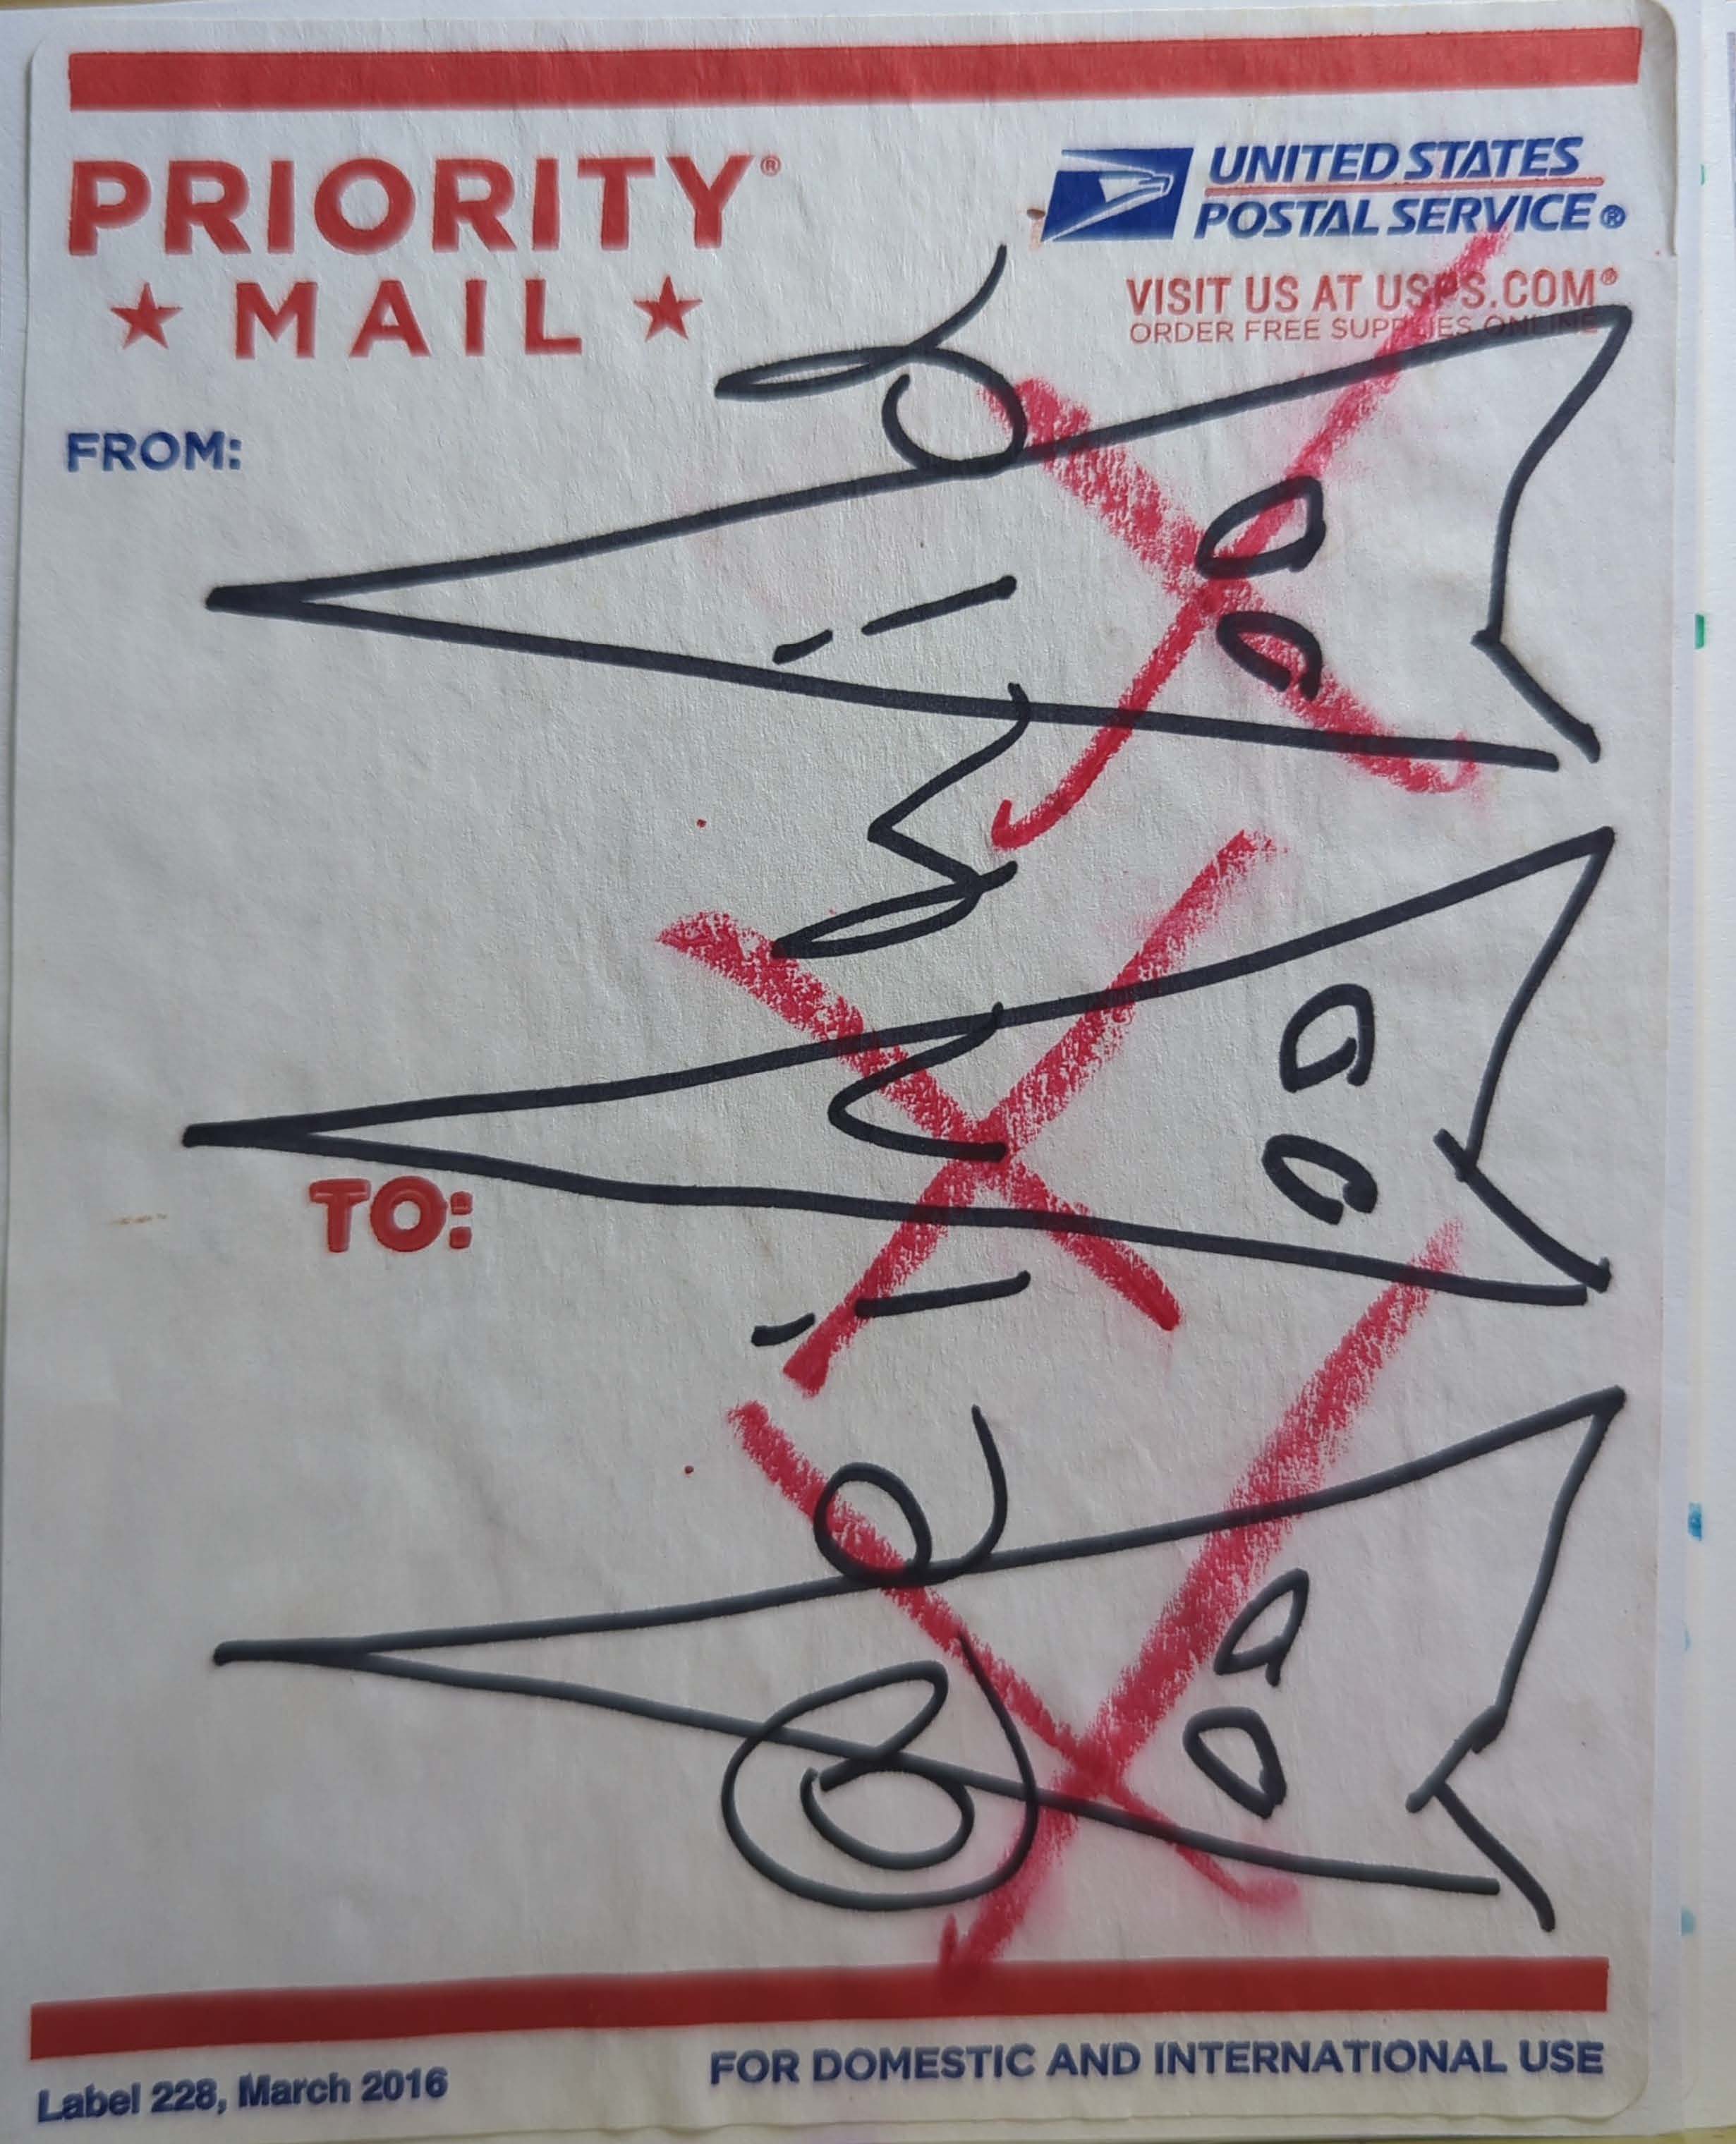 PRIORITY®
★ MAIL ★
UNITED STATES
POSTAL SERVICE®
VISIT US AT USPS.COM®
ORDER FREE SUPPLIES ONLINE
FROM:
TO:
Label 228, March 2016
FOR DOMESTIC AND INTERNATIONAL USE